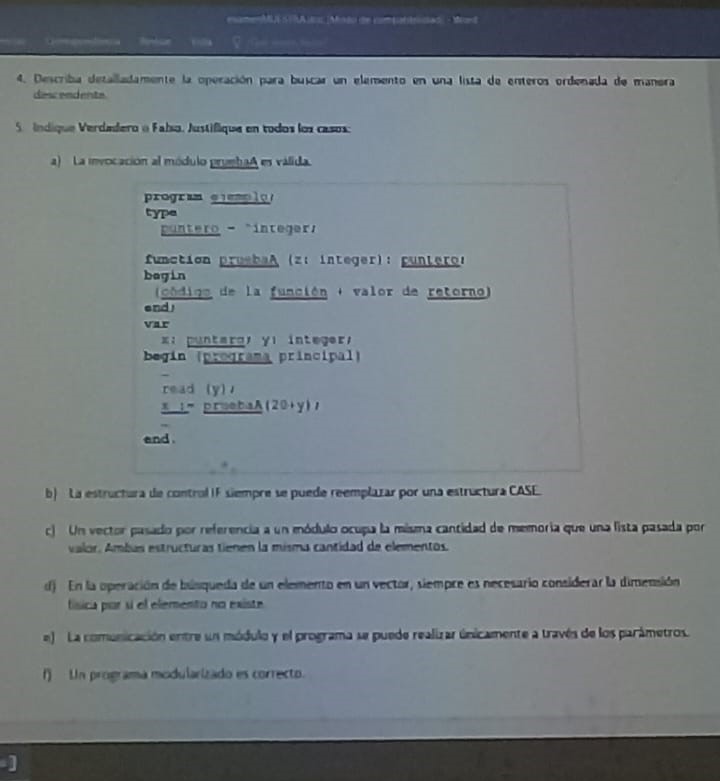 examenMUESTRA.doc [Modo de compatibilidad] - Word
Correspondencia Revisar Vista
4. Describa detalladamente la operación para buscar un elemento en una lista de enteros ordenada de manera
descendente.
5. Indique Verdadero o Falso. Justifique en todos los casos.
a) La invocación al módulo pruebaA es válida.
program ejemplo;
type
puntero = ^integer;
function pruebaA (z: integer): puntero;
begin
{código de la función + valor de retorno}
end;
var
x: puntero; y: integer;
begin {programa principal}
…
read (y);
x := pruebaA(20+y);
…
end.
b) La estructura de control IF siempre se puede reemplazar por una estructura CASE.
c) Un vector pasado por referencia a un módulo ocupa la misma cantidad de memoria que una lista pasada por
valor. Ambas estructuras tienen la misma cantidad de elementos.
d) En la operación de búsqueda de un elemento en un vector, siempre es necesario considerar la dimensión
física por si el elemento no existe.
e) La comunicación entre un módulo y el programa se puede realizar únicamente a través de los parámetros.
f) Un programa modularizado es correcto.